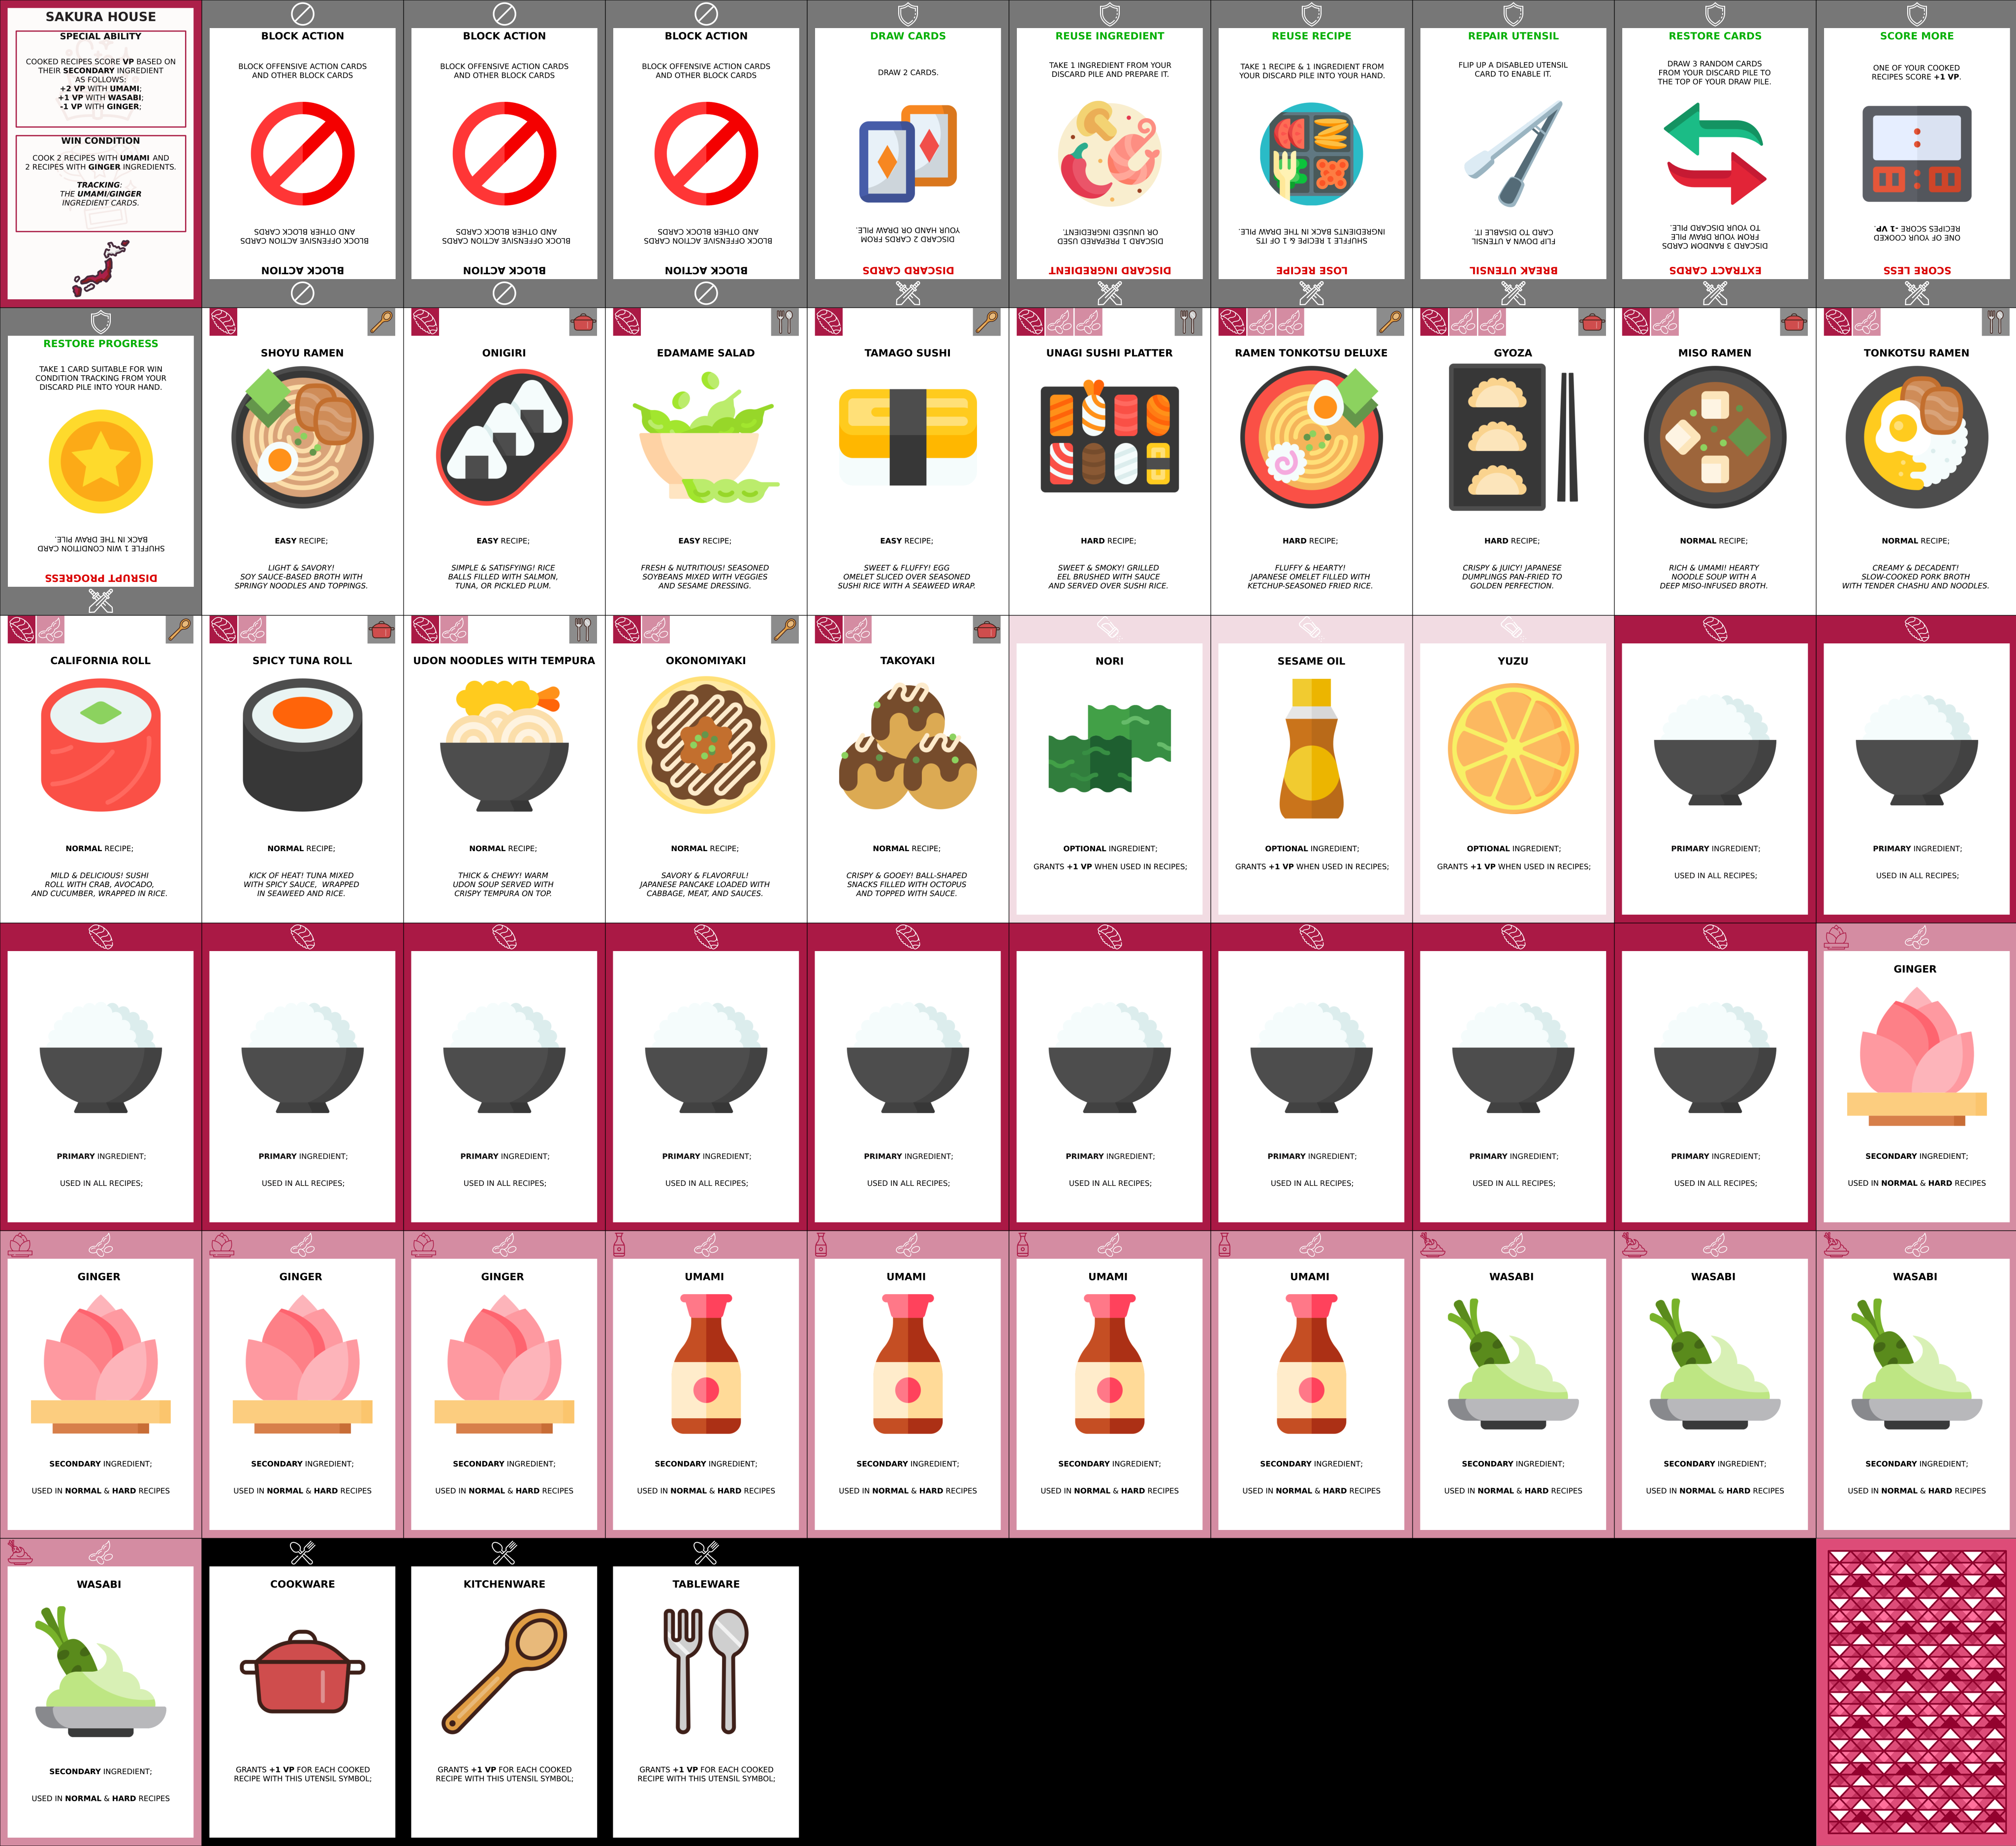 SAKURA HOUSE
SPECIAL ABILITY
COOKED RECIPES SCORE VP BASED ON
THEIR SECONDARY INGREDIENT
AS FOLLOWS:
+2 VP WITH UMAMI;
+1 VP WITH WASABI;
-1 VP WITH GINGER;
WIN CONDITION
COOK 2 RECIPES WITH UMAMI AND
2 RECIPES WITH GINGER INGREDIENTS.
TRACKING:
THE UMAMI/GINGER
INGREDIENT CARDS.
BLOCK ACTION
BLOCK OFFENSIVE ACTION CARDS
AND OTHER BLOCK CARDS
BLOCK ACTION
BLOCK OFFENSIVE ACTION CARDS
AND OTHER BLOCK CARDS
BLOCK ACTION
BLOCK OFFENSIVE ACTION CARDS
AND OTHER BLOCK CARDS
BLOCK ACTION
BLOCK OFFENSIVE ACTION CARDS
AND OTHER BLOCK CARDS
BLOCK ACTION
BLOCK OFFENSIVE ACTION CARDS
AND OTHER BLOCK CARDS
BLOCK ACTION
BLOCK OFFENSIVE ACTION CARDS
AND OTHER BLOCK CARDS
DRAW CARDS
DRAW 2 CARDS.
DISCARD CARDS
DISCARD 2 CARDS FROM
YOUR HAND OR DRAW PILE.
REUSE INGREDIENT
TAKE 1 INGREDIENT FROM YOUR
DISCARD PILE AND PREPARE IT.
DISCARD INGREDIENT
DISCARD 1 PREPARED USED
OR UNUSED INGREDIENT.
REUSE RECIPE
TAKE 1 RECIPE & 1 INGREDIENT FROM
YOUR DISCARD PILE INTO YOUR HAND.
LOSE RECIPE
SHUFFLE 1 RECIPE & 1 OF ITS
INGREDIENTS BACK IN THE DRAW PILE.
REPAIR UTENSIL
FLIP UP A DISABLED UTENSIL
CARD TO ENABLE IT.
BREAK UTENSIL
FLIP DOWN A UTENSIL
CARD TO DISABLE IT.
RESTORE CARDS
DRAW 3 RANDOM CARDS
FROM YOUR DISCARD PILE TO
THE TOP OF YOUR DRAW PILE.
EXTRACT CARDS
DISCARD 3 RANDOM CARDS
FROM YOUR DRAW PILE
TO YOUR DISCARD PILE.
SCORE MORE
ONE OF YOUR COOKED
RECIPES SCORE +1 VP.
SCORE LESS
ONE OF YOUR COOKED
RECIPES SCORE -1 VP.
RESTORE PROGRESS
TAKE 1 CARD SUITABLE FOR WIN
CONDITION TRACKING FROM YOUR
DISCARD PILE INTO YOUR HAND.
DISRUPT PROGRESS
SHUFFLE 1 WIN CONDITION CARD
BACK IN THE DRAW PILE.
SHOYU RAMEN
EASY RECIPE;
LIGHT & SAVORY!
SOY SAUCE-BASED BROTH WITH
SPRINGY NOODLES AND TOPPINGS.
ONIGIRI
EASY RECIPE;
SIMPLE & SATISFYING! RICE
BALLS FILLED WITH SALMON,
TUNA, OR PICKLED PLUM.
EDAMAME SALAD
EASY RECIPE;
FRESH & NUTRITIOUS! SEASONED
SOYBEANS MIXED WITH VEGGIES
AND SESAME DRESSING.
TAMAGO SUSHI
EASY RECIPE;
SWEET & FLUFFY! EGG
OMELET SLICED OVER SEASONED
SUSHI RICE WITH A SEAWEED WRAP.
UNAGI SUSHI PLATTER
HARD RECIPE;
SWEET & SMOKY! GRILLED
EEL BRUSHED WITH SAUCE
AND SERVED OVER SUSHI RICE.
RAMEN TONKOTSU DELUXE
HARD RECIPE;
FLUFFY & HEARTY!
JAPANESE OMELET FILLED WITH
KETCHUP-SEASONED FRIED RICE.
GYOZA
HARD RECIPE;
CRISPY & JUICY! JAPANESE
DUMPLINGS PAN-FRIED TO
GOLDEN PERFECTION.
MISO RAMEN
NORMAL RECIPE;
RICH & UMAMI! HEARTY
NOODLE SOUP WITH A
DEEP MISO-INFUSED BROTH.
TONKOTSU RAMEN
NORMAL RECIPE;
CREAMY & DECADENT!
SLOW-COOKED PORK BROTH
WITH TENDER CHASHU AND NOODLES.
CALIFORNIA ROLL
NORMAL RECIPE;
MILD & DELICIOUS! SUSHI
ROLL WITH CRAB, AVOCADO,
AND CUCUMBER, WRAPPED IN RICE.
SPICY TUNA ROLL
NORMAL RECIPE;
KICK OF HEAT! TUNA MIXED
WITH SPICY SAUCE, WRAPPED
IN SEAWEED AND RICE.
UDON NOODLES WITH TEMPURA
NORMAL RECIPE;
THICK & CHEWY! WARM
UDON SOUP SERVED WITH
CRISPY TEMPURA ON TOP.
OKONOMIYAKI
NORMAL RECIPE;
SAVORY & FLAVORFUL!
JAPANESE PANCAKE LOADED WITH
CABBAGE, MEAT, AND SAUCES.
TAKOYAKI
NORMAL RECIPE;
CRISPY & GOOEY! BALL-SHAPED
SNACKS FILLED WITH OCTOPUS
AND TOPPED WITH SAUCE.
NORI
OPTIONAL INGREDIENT;
GRANTS +1 VP WHEN USED IN RECIPES;
SESAME OIL
OPTIONAL INGREDIENT;
GRANTS +1 VP WHEN USED IN RECIPES;
YUZU
OPTIONAL INGREDIENT;
GRANTS +1 VP WHEN USED IN RECIPES;
PRIMARY INGREDIENT;
USED IN ALL RECIPES;
PRIMARY INGREDIENT;
USED IN ALL RECIPES;
PRIMARY INGREDIENT;
USED IN ALL RECIPES;
PRIMARY INGREDIENT;
USED IN ALL RECIPES;
PRIMARY INGREDIENT;
USED IN ALL RECIPES;
PRIMARY INGREDIENT;
USED IN ALL RECIPES;
PRIMARY INGREDIENT;
USED IN ALL RECIPES;
PRIMARY INGREDIENT;
USED IN ALL RECIPES;
PRIMARY INGREDIENT;
USED IN ALL RECIPES;
PRIMARY INGREDIENT;
USED IN ALL RECIPES;
PRIMARY INGREDIENT;
USED IN ALL RECIPES;
GINGER
SECONDARY INGREDIENT;
USED IN NORMAL & HARD RECIPES
GINGER
SECONDARY INGREDIENT;
USED IN NORMAL & HARD RECIPES
GINGER
SECONDARY INGREDIENT;
USED IN NORMAL & HARD RECIPES
GINGER
SECONDARY INGREDIENT;
USED IN NORMAL & HARD RECIPES
UMAMI
SECONDARY INGREDIENT;
USED IN NORMAL & HARD RECIPES
UMAMI
SECONDARY INGREDIENT;
USED IN NORMAL & HARD RECIPES
UMAMI
SECONDARY INGREDIENT;
USED IN NORMAL & HARD RECIPES
UMAMI
SECONDARY INGREDIENT;
USED IN NORMAL & HARD RECIPES
WASABI
SECONDARY INGREDIENT;
USED IN NORMAL & HARD RECIPES
WASABI
SECONDARY INGREDIENT;
USED IN NORMAL & HARD RECIPES
WASABI
SECONDARY INGREDIENT;
USED IN NORMAL & HARD RECIPES
WASABI
SECONDARY INGREDIENT;
USED IN NORMAL & HARD RECIPES
COOKWARE
GRANTS +1 VP FOR EACH COOKED
RECIPE WITH THIS UTENSIL SYMBOL;
KITCHENWARE
GRANTS +1 VP FOR EACH COOKED
RECIPE WITH THIS UTENSIL SYMBOL;
TABLEWARE
GRANTS +1 VP FOR EACH COOKED
RECIPE WITH THIS UTENSIL SYMBOL;